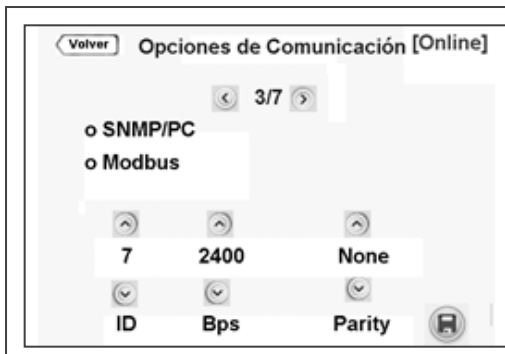 Volver Opciones de Comunicación [Online]
3/7
o SNMP/PC
o Modbus
7 2400 None
ID Bps Parity